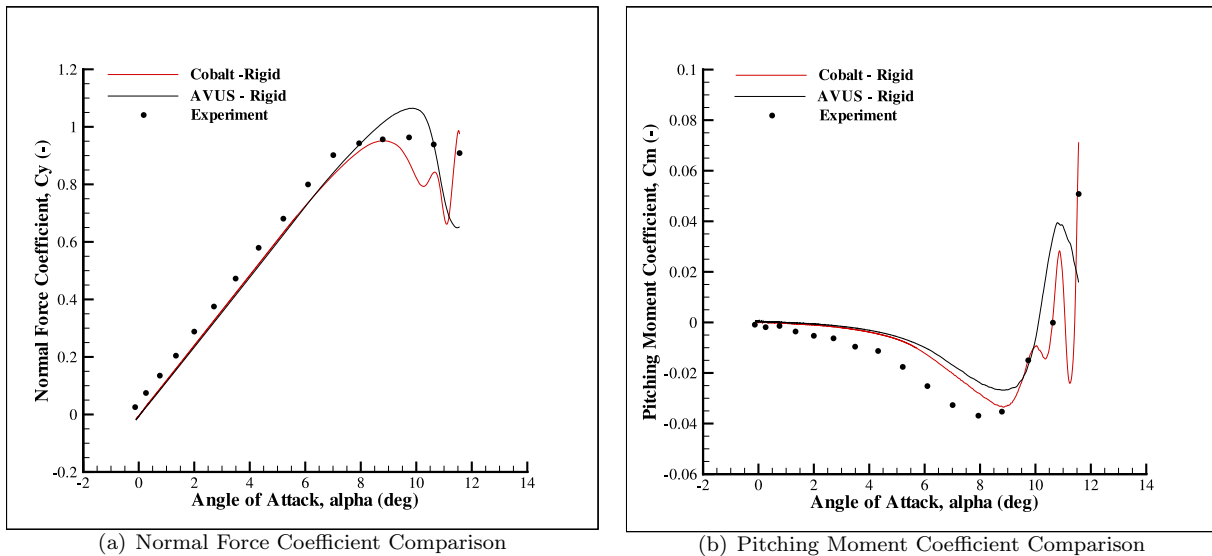 1.2
1
0.8
0.6
0.4
0.2
0
-0.2
-2 0 2 4 6 8 10 12 14
Normal Force Coefficient, Cy (-)
Angle of Attack, alpha (deg)
Cobalt -Rigid
AVUS - Rigid
Experiment
(a) Normal Force Coefficient Comparison
0.1
0.08
0.06
0.04
0.02
0
-0.02
-0.04
-0.06
-2 0 2 4 6 8 10 12 14
Pitching Moment Coefficient, Cm (-)
Angle of Attack, alpha (deg)
Cobalt - Rigid
AVUS - Rigid
Experiment
(b) Pitching Moment Coefficient Comparison